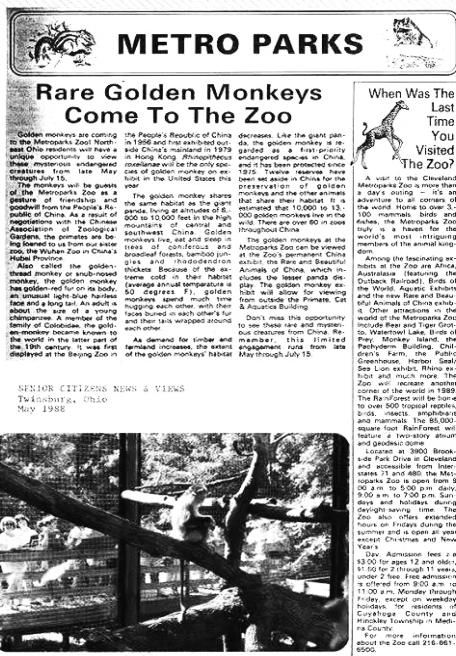 METRO PARKS
Rare Golden Monkeys
Come To The Zoo
Golden monkeys are coming
to the Metroparks Zoo! North-
east Ohio residents will have a
unique opportunity to view
these mysterious endangered
creatures from late May
through July 15.
The monkeys will be guests
of the Metroparks Zoo as a
gesture of friendship and
goodwill from the People's Re-
public of China. As a result of
negotiations with the Chinese
Association of Zoological
Gardens, the primates are be-
ing loaned to us from our sister
zoo, the Wuhan Zoo in China's
Hubei Province.
Also called the golden-
thread monkey or snub-nosed
monkey, the golden monkey
has golden-red fur on its body,
an unusual light-blue hairless
face and a long tail. An adult is
about the size of a young
chimpanzee. A member of the
family of Colobidae, the gold-
en-monkey became known to
the world in the latter part of
the 19th century. It was first
displayed at the Beijing Zoo in
the People's Republic of China
in 1956 and first exhibited out-
side China's mainland in 1979
in Hong Kong. Rhinopithecus
roxellanae will be the only spe-
cies of golden monkey on ex-
hibit in the United States this
year.
The golden monkey shares
the same habitat as the giant
panda, living at altitudes of 8,-
000 to 10,000 feet in the high
mountains of central and
southwest China. Golden
monkeys live, eat and sleep in
trees of coniferous and
broadleaf forests, bamboo jun-
gles and rhododendron
thickets. Because of the ex-
treme cold in their habitat
(average annual temperature is
50 degrees F), golden
monkeys spend much time
hugging each other, with their
faces buried in each other's fur
and their tails wrapped around
each other.
As demand for timber and
farmland increases, the extent
of the golden monkeys' habitat
decreases. Like the giant pan-
da, the golden monkey is re-
garded as a first-priority
endangered species in China,
and it has been protected since
1975. Twelve reserves have
been set aside in China for the
preservation of golden
monkeys and the other animals
that share their habitat. It is
estimated that 10,000 to
000 golden monkeys live in the
wild. There are over 60 in zoos
throughout China.
The golden monkeys at the
Metroparks Zoo can be viewed
at the Zoo's permanent China
exhibit, the Rare and Beautiful
Animals of China, which in-
cludes the lesser panda dis-
play. The golden monkey ex-
hibit will allow for viewing
from outside the Primate, Cat
& Aquatics Building.
Don't miss this opportunity
to see these rare and mysteri-
ous creatures from China. Re-
member, this limited
engagement runs from late
May through July 15.
SENIOR CITIZENS NEWS & VIEWS
Twinsburg, Ohio
May 1988
When Was The
Last
Time
You
Visited
The Zoo?
A visit to the Cleveland
Metroparks Zoo is more than
a day's outing — it's an
adventure to all corners of
the world. Home to over 3,-
100 mammals, birds and
fishes, the Metroparks Zoo
truly is a haven for the
world's most intriguing
members of the animal king-
dom.
Among the fascinating ex-
hibits at the Zoo are Africa,
Australasia (featuring the
Outback Railroad), Birds of
the World, Aquatic Exhibits
and the new Rare and Beau-
tiful Animals of China exhib-
it. Other attractions in the
world of the Metroparks Zoo
include Bear and Tiger Grot-
to, Waterfowl Lake, Birds of
Prey, Monkey Island, the
Pachyderm Building, Chil-
dren's Farm, the Public
Greenhouse, Harbor Seal/
Sea Lion exhibit, Rhino ex-
hibit and much more. The
Zoo will recreate another
corner of the world in 1989.
The RainForest will be home
to over 500 tropical reptiles,
birds, insects, amphibians
and mammals. The 85,000-
square-foot RainForest will
feature a two-story atrium
and geodesic dome.
Located at 3900 Brook-
side Park Drive in Cleveland
and accessible from Inter-
states 71 and 480, the Met-
roparks Zoo is open from 9:
00 a.m. to 5:00 p.m. daily,
9:00 a.m. to 7:00 p.m. Sun-
days and holidays during
daylight-saving time. The
Zoo also offers extended
hours on Fridays during the
summer and is open all year
except Christmas and New
Year's
Day. Admission fees are
$3.00 for ages 12 and older,
$1.50 for 2 through 11 years,
under 2 free. Free admission
is offered from 9:00 a.m. to
11:00 a.m. Monday through
Friday, except on weekday
holidays, for residents of
Cuyahoga County and
Hinckley Township in Medi-
na County.
For more information
about the Zoo call 216-661-
6500.